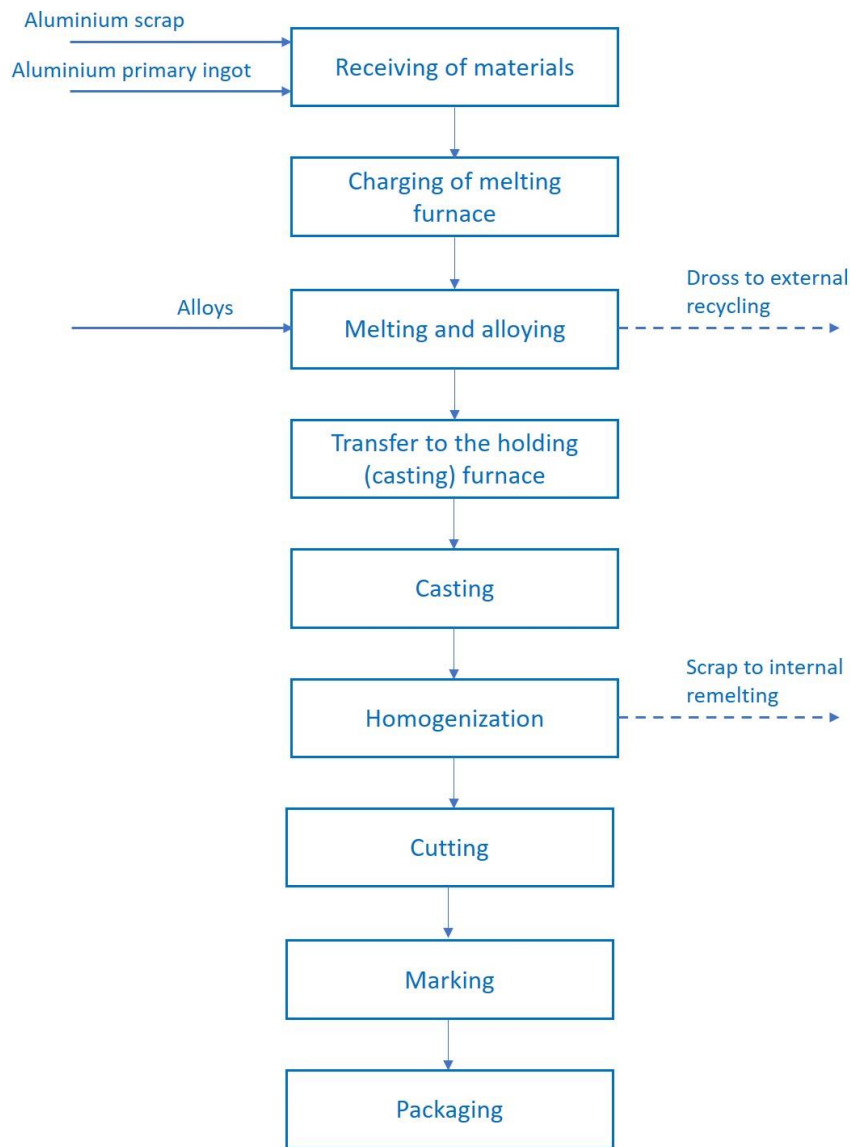 Aluminium scrap
Aluminium primary ingot
Receiving of materials
Charging of melting
furnace
Alloys
Melting and alloying
Dross to external
recycling
Transfer to the holding
(casting) furnace
Casting
Homogenization
Scrap to internal
remelting
Cutting
Marking
Packaging